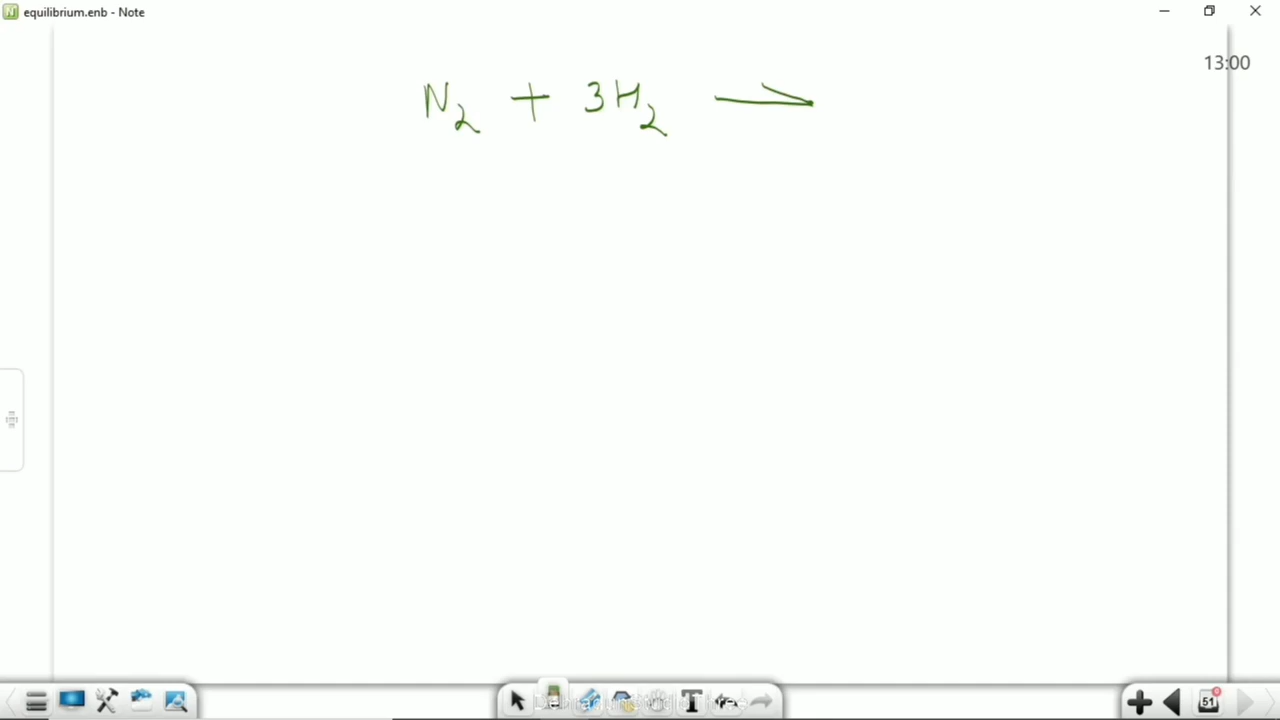 equilibrium.enb - Note
13:00
N₂ + 3H₂ ⇀
T
51